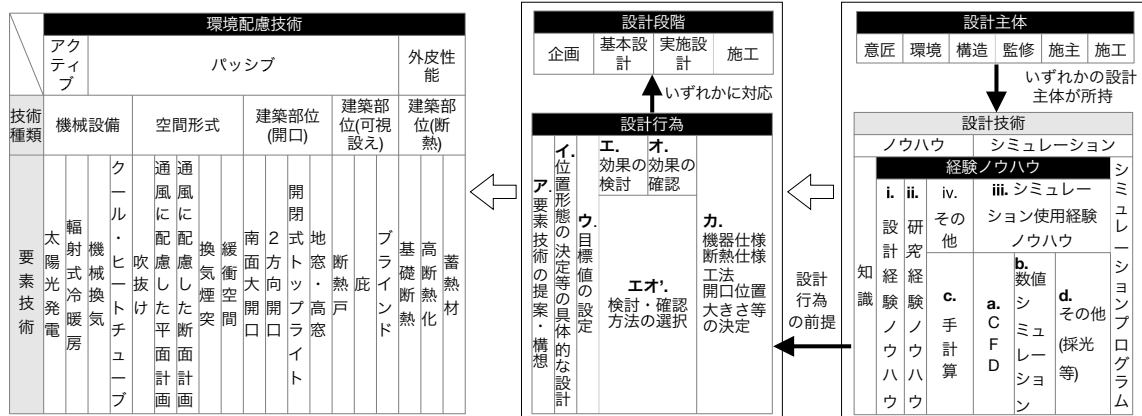 環境配慮技術
アクティブ
パッシブ
外皮性能
技術種類
機械設備
空間形式
建築部位(開口)
建築部位(可視設え)
建築部位(断熱)
要素技術
太陽光発電
輻射式冷暖房
機械換気
クール・ヒートチューブ
吹抜け
通風に配慮した平面計画
通風に配慮した断面計画
換気煙突
緩衝空間
南面大開口
2方向開口
開閉式トップライト
地窓・高窓
断熱戸
庇
ブラインド
基礎断熱
高断熱化
蓄熱材
設計段階
企画
基本設計
実施設計
施工
いずれかに対応
設計行為
ア.要素技術の提案・構想
イ.位置形態の決定等の具体的な設計
ウ.目標値の設定
エ.効果の検討
オ.効果の確認
エオ'.検討・確認方法の選択
カ.
機器仕様
断熱仕様
工法
開口位置
大きさ等
の決定
設計
行為
の前提
設計主体
意匠
環境
構造
監修
施主
施工
いずれかの設計
主体が所持
設計技術
ノウハウ
シミュレーション
知識
経験ノウハウ
i.設計経験ノウハウ
ii.研究経験ノウハウ
iv.その他
iii.シミュレーション使用経験ノウハウ
c.手計算
a.CFD
b.数値シミュレーション
d.その他(採光等)
シミュレーションプログラム